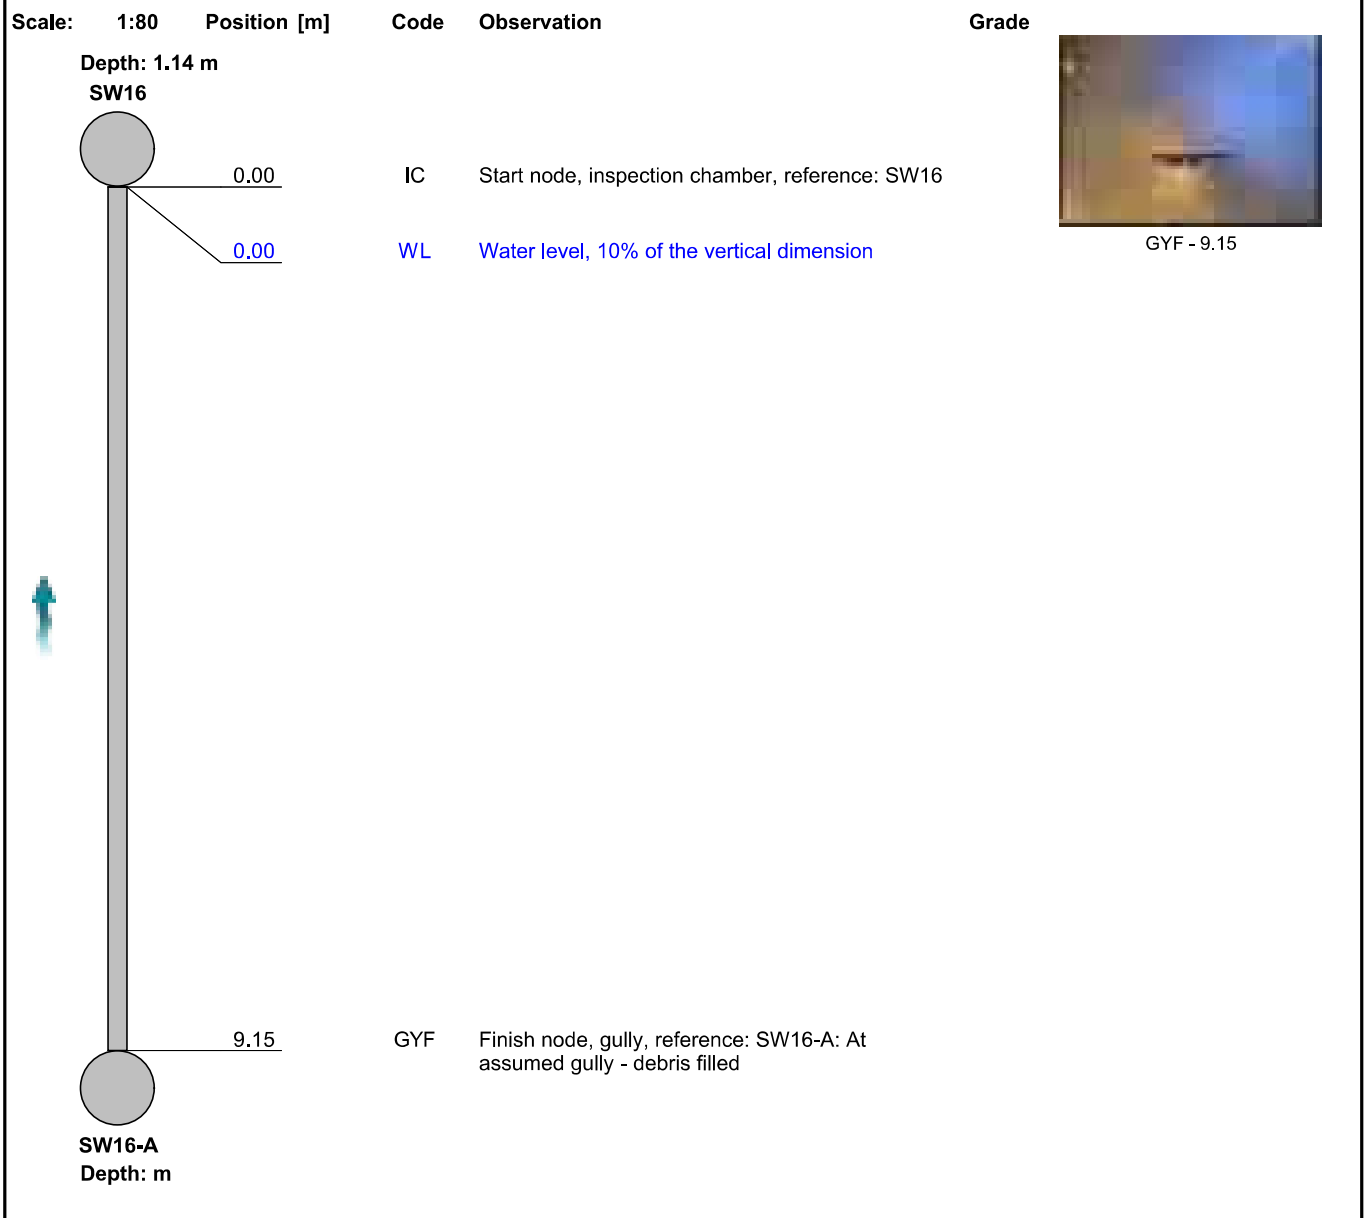 Scale: 1:80 Position [m] Code Observation Grade
Depth: 1.14 m
SW16
0.00 IC Start node, inspection chamber, reference: SW16
0.00 WL Water level, 10% of the vertical dimension
GYF - 9.15
9.15 GYF Finish node, gully, reference: SW16-A: At
assumed gully - debris filled
SW16-A
Depth: m